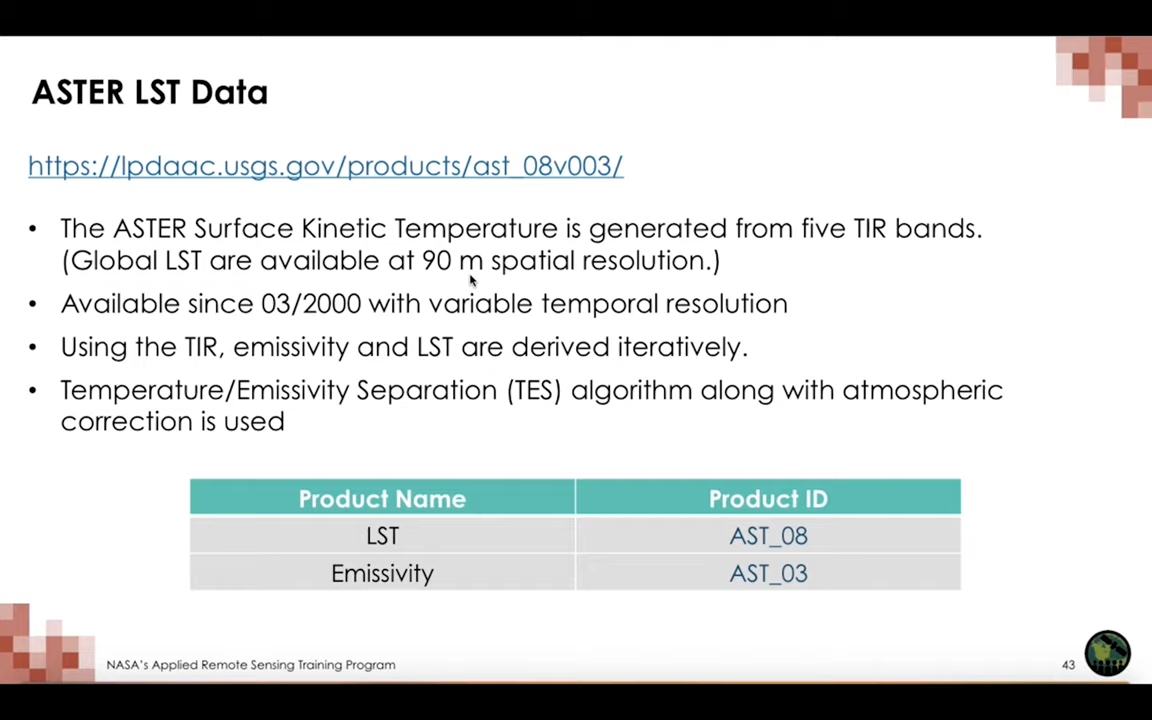 ASTER LST Data
https://lpdaac.usgs.gov/products/ast_08v003/
• The ASTER Surface Kinetic Temperature is generated from five TIR bands.
(Global LST are available at 90 m spatial resolution.)
• Available since 03/2000 with variable temporal resolution
• Using the TIR, emissivity and LST are derived iteratively.
• Temperature/Emissivity Separation (TES) algorithm along with atmospheric
correction is used
Product Name Product ID
LST AST_08
Emissivity AST_03
NASA's Applied Remote Sensing Training Program 43